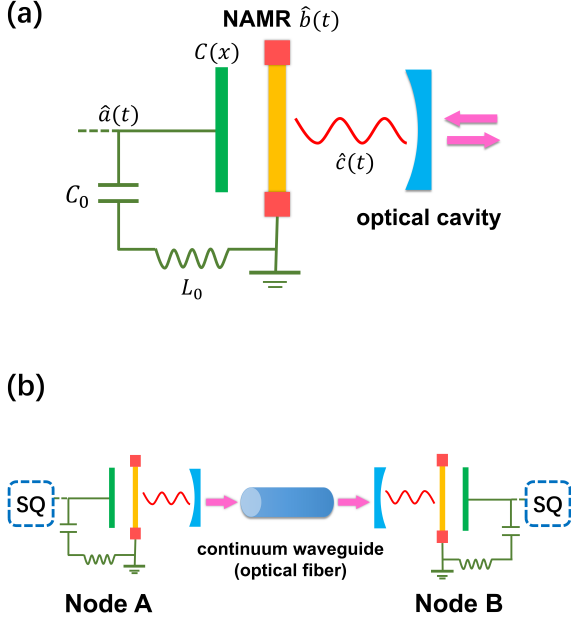 (a)
NAMR b̂(t)
C(x)
â(t)
C₀
ĉ(t)
optical cavity
L₀
(b)
SQ
SQ
continuum waveguide
(optical fiber)
Node A
Node B